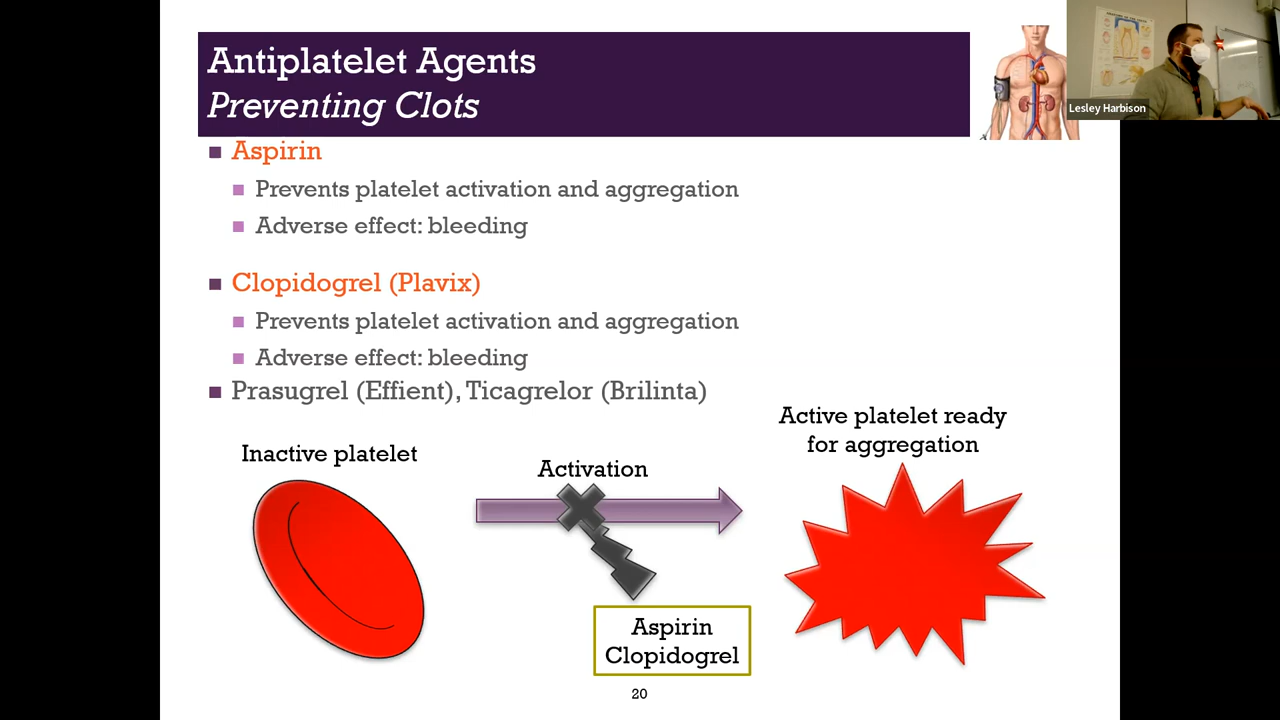 Antiplatelet Agents
Preventing Clots
Lesley Harbison
Aspirin
Prevents platelet activation and aggregation
Adverse effect: bleeding
Clopidogrel (Plavix)
Prevents platelet activation and aggregation
Adverse effect: bleeding
Prasugrel (Effient), Ticagrelor (Brilinta)
Inactive platelet
Activation
Active platelet ready
for aggregation
Aspirin
Clopidogrel
20